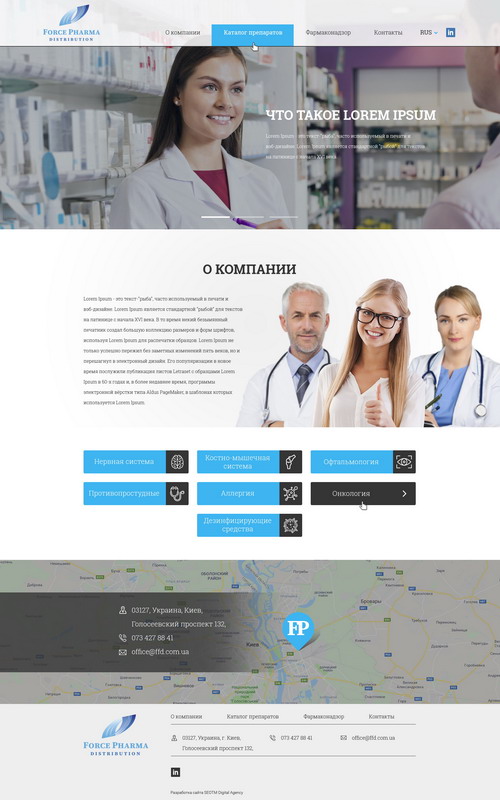 FORCE PHARMA
DISTRIBUTION
О компании
Каталог препаратов
Фармаконадзор
Контакты
RUS
in
ЧТО ТАКОЕ LOREM IPSUM
Lorem Ipsum - это текст-"рыба", часто используемый в печати и
вэб-дизайне. Lorem Ipsum является стандартной "рыбой" для текстов
на латинице с начала XVI века.
О КОМПАНИИ
Lorem Ipsum - это текст-"рыба", часто используемый в печати и
вэб-дизайне. Lorem Ipsum является стандартной "рыбой" для текстов
на латинице с начала XVI века. В то время некий безымянный
печатник создал большую коллекцию размеров и форм шрифтов,
используя Lorem Ipsum для распечатки образцов. Lorem Ipsum не
только успешно пережил без заметных изменений пять веков, но и
перешагнул в электронный дизайн. Его популяризации в новое
время послужили публикация листов Letraset с образцами Lorem
Ipsum в 60-х годах и, в более недавнее время, программы
электронной вёрстки типа Aldus PageMaker, в шаблонах которых
используется Lorem Ipsum.
Нервная система
Костно-мышечная
система
Офтальмология
Противопростудные
Аллергия
Онкология
Дезинфицирующие
средства
03127, Украина, Киев,
Голосеевский проспект 132,
073 427 88 41
office@ffd.com.ua
FP
Киев
Бровары
Бориспол
FORCE PHARMA
DISTRIBUTION
О компании
Каталог препаратов
Фармаконадзор
Контакты
03127, Украина, г. Киев,
Голосеевский проспект 132,
073 427 88 41
office@ffd.com.ua
in
Разработка сайта SEOTM Digital Agency